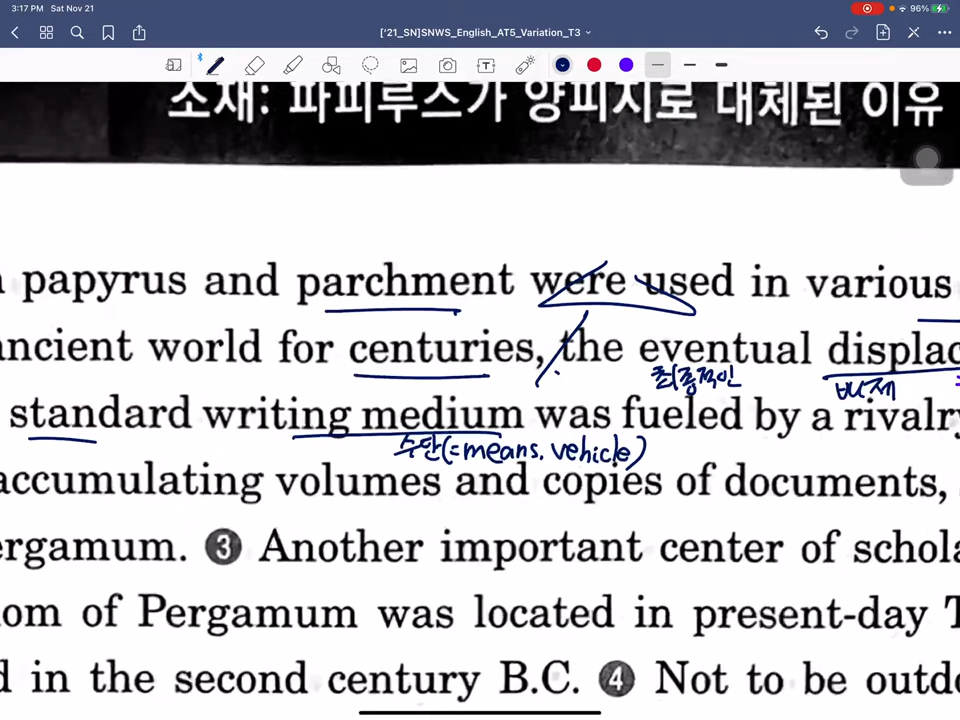 3:17 PM Sat Nov 21
96%
['21_SN]SNWS_English_AT5_Variation_T3
소재: 파피루스가 양피지로 대체된 이유
papyrus and parchment were used in various
ancient world for centuries, the eventual displac
최종적인
배제
standard writing medium was fueled by a rivalry
수단(=means, vehicle)
accumulating volumes and copies of documents,
ergamum. ③ Another important center of schola
om of Pergamum was located in present-day T
d in the second century B.C. ④ Not to be outdo